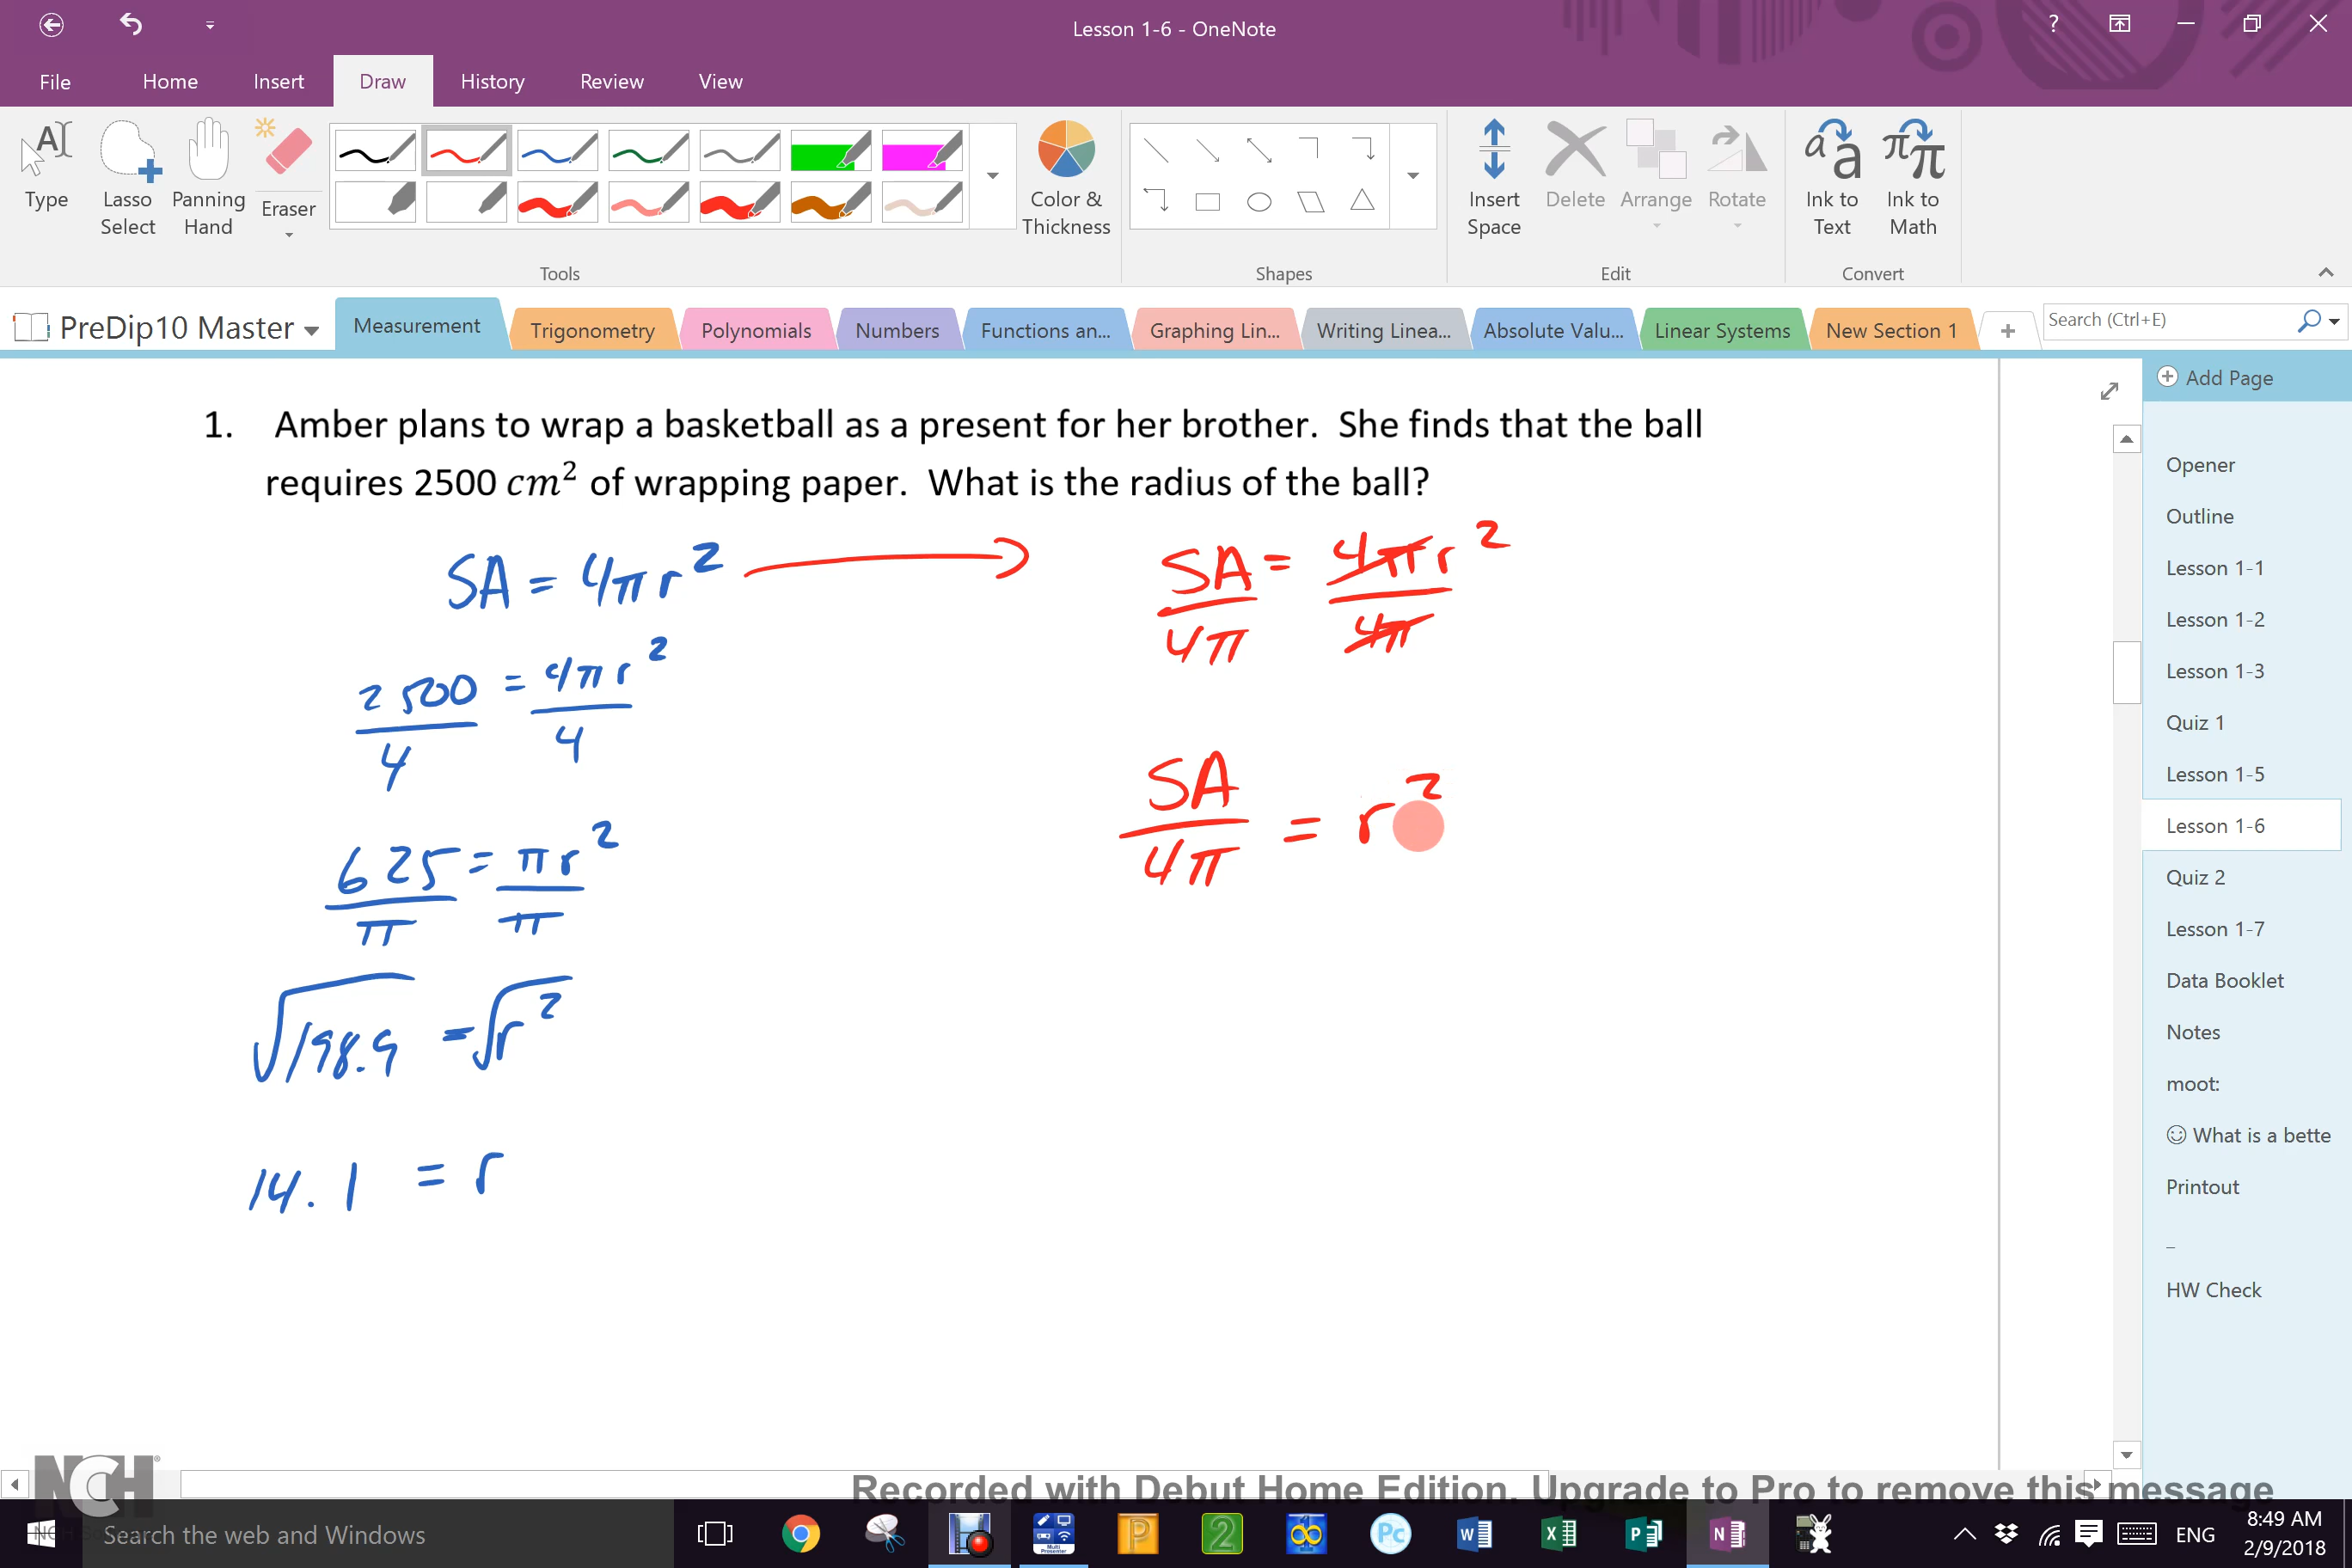 Lesson 1-6 - OneNote
?
File Home Insert Draw History Review View
Type
Lasso Select
Panning Hand
Eraser
Color & Thickness
Insert Space
Delete
Arrange
Rotate
Ink to Text
Ink to Math
Tools Shapes Edit Convert
PreDip10 Master
Measurement Trigonometry Polynomials Numbers Functions an... Graphing Lin... Writing Linea... Absolute Valu... Linear Systems New Section 1 +
Search (Ctrl+E)
Add Page
Opener
Outline
Lesson 1-1
Lesson 1-2
Lesson 1-3
Quiz 1
Lesson 1-5
Lesson 1-6
Quiz 2
Lesson 1-7
Data Booklet
Notes
moot:
☺ What is a bette
Printout
_
HW Check
1. Amber plans to wrap a basketball as a present for her brother. She finds that the ball
requires 2500 cm² of wrapping paper. What is the radius of the ball?
SA = 4πr²
2500 = 4πr²
4 4
625 = πr²
π π
√198.9 = √r²
14.1 = r
SA = 4πr²
4π 4π
SA = r²
4π
NCH
Recorded with Debut Home Edition. Upgrade to Pro to remove this message
Search the web and Windows
ENG
8:49 AM
2/9/2018